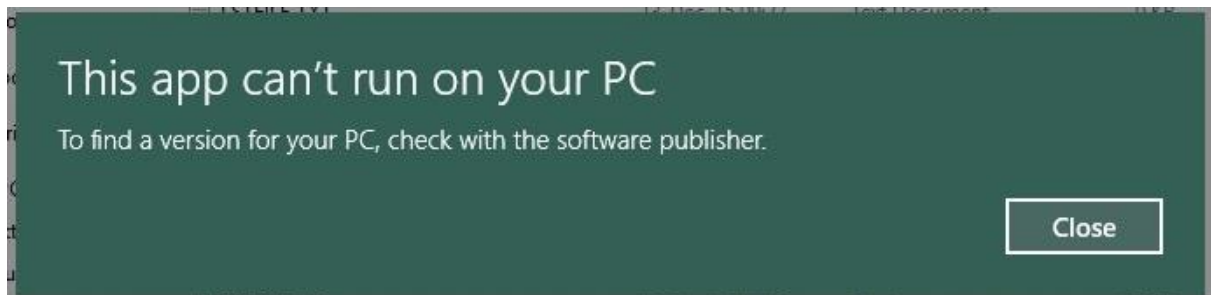 This app can't run on your PC
To find a version for your PC, check with the software publisher.
Close